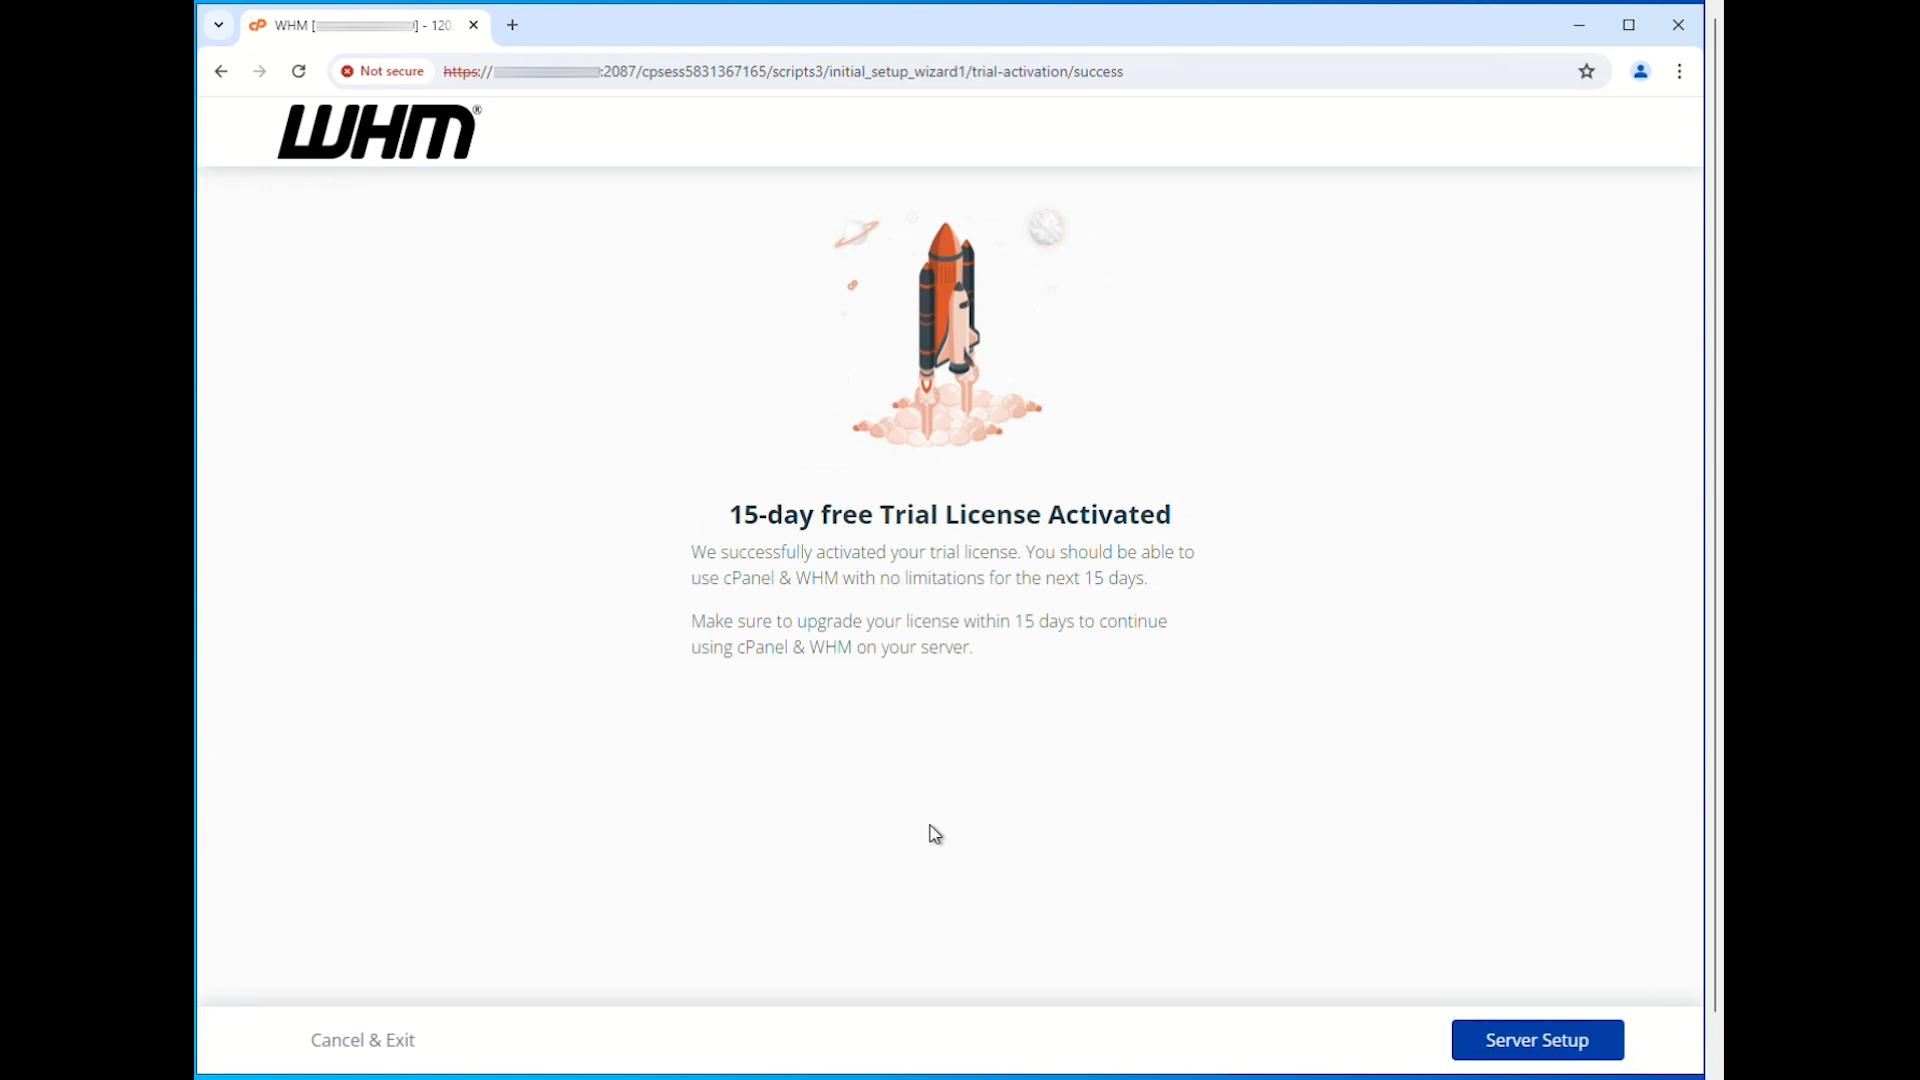 WHM [
] - 120
Not secure
https://
:2087/cpsess5831367165/scripts3/initial_setup_wizard1/trial-activation/success
WHM®
15-day free Trial License Activated
We successfully activated your trial license. You should be able to
use cPanel & WHM with no limitations for the next 15 days.
Make sure to upgrade your license within 15 days to continue
using cPanel & WHM on your server.
Cancel & Exit
Server Setup